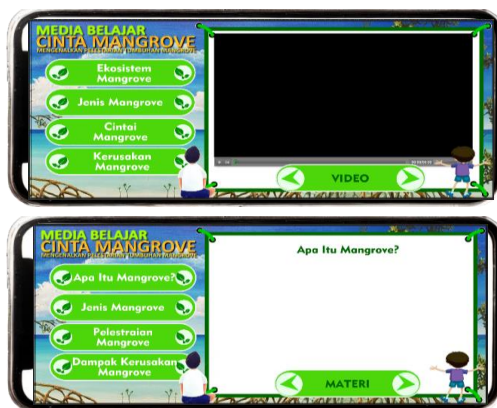 MEDIA BELAJAR
CINTA MANGROVE
MENGENALKAN PELESTARIAN TUMBUHAN MANGROVE
Ekosistem
Mangrove
Jenis Mangrove
Cintai
Mangrove
Kerusakan
Mangrove
VIDEO
MEDIA BELAJAR
CINTA MANGROVE
MENGENALKAN PELESTARIAN TUMBUHAN MANGROVE
Apa Itu Mangrove?
Jenis Mangrove
Pelestraian
Mangrove
Dampak Kerusakan
Mangrove
Apa Itu Mangrove?
MATERI